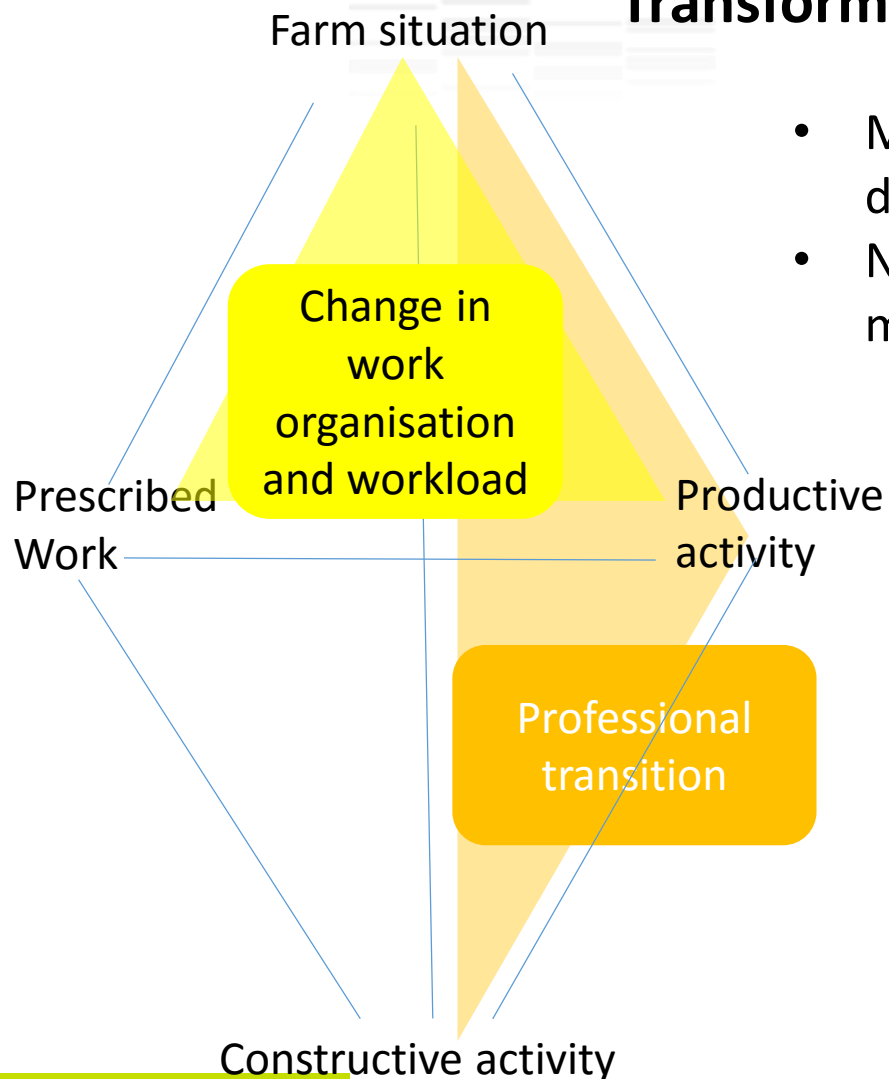 Farm situation
Change in
work
organisation
and workload
Prescribed
Work
Productive
activity
Professional
transition
Constructive activity